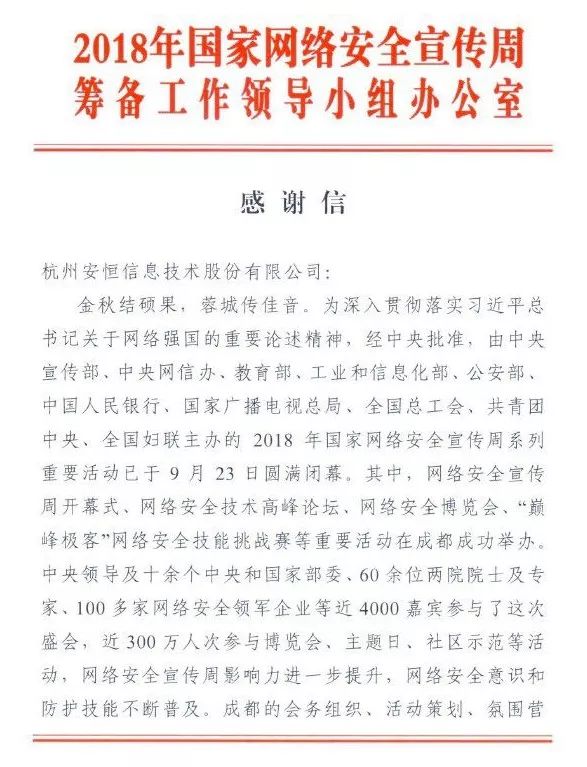 2018年国家网络安全宣传周
筹备工作领导小组办公室
感谢信
杭州安恒信息技术股份有限公司：
金秋结硕果，蓉城传佳音。为深入贯彻落实习近平总
书记关于网络强国的重要论述精神，经中央批准，由中央
宣传部、中央网信办、教育部、工业和信息化部、公安部、
中国人民银行、国家广播电视总局、全国总工会、共青团
中央、全国妇联主办的 2018 年国家网络安全宣传周系列
重要活动已于 9 月 23 日圆满闭幕。其中，网络安全宣传
周开幕式、网络安全技术高峰论坛、网络安全博览会、“巅
峰极客”网络安全技能挑战赛等重要活动在成都成功举办。
中央领导及十余个中央和国家部委、60 余位两院院士及专
家、100 多家网络安全领军企业等近 4000 嘉宾参与了这次
盛会，近 300 万人次参与博览会、主题日、社区示范等活
动，网络安全宣传周影响力进一步提升，网络安全意识和
防护技能不断普及。成都的会务组织、活动策划、氛围营